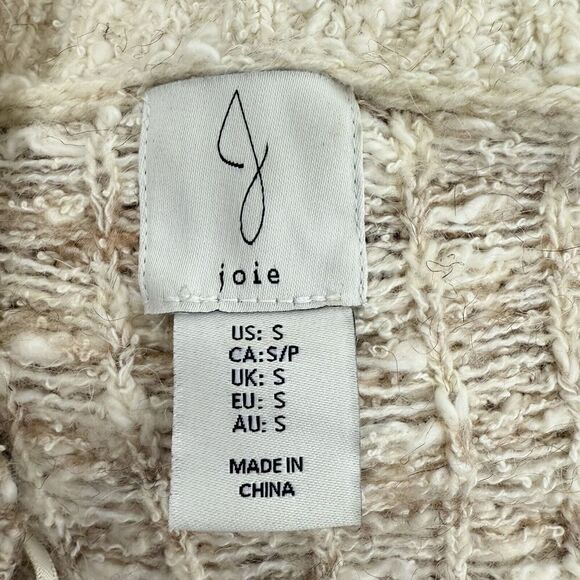 joie
US: S
CA:S/P
UK: S
EU: S
AU: S
MADE IN
CHINA